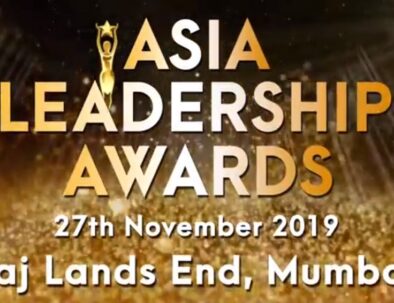 ASIA
LEADERSHIP
AWARDS
27th November 2019
aj Lands End, Mumba